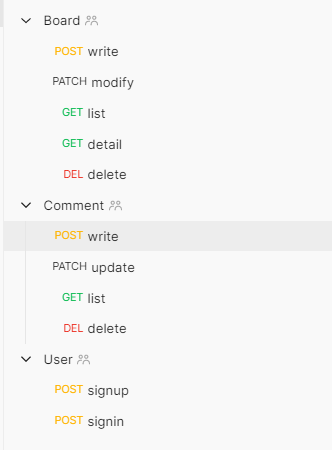 Board
POST write
PATCH modify
GET list
GET detail
DEL delete
Comment
POST write
PATCH update
GET list
DEL delete
User
POST signup
POST signin